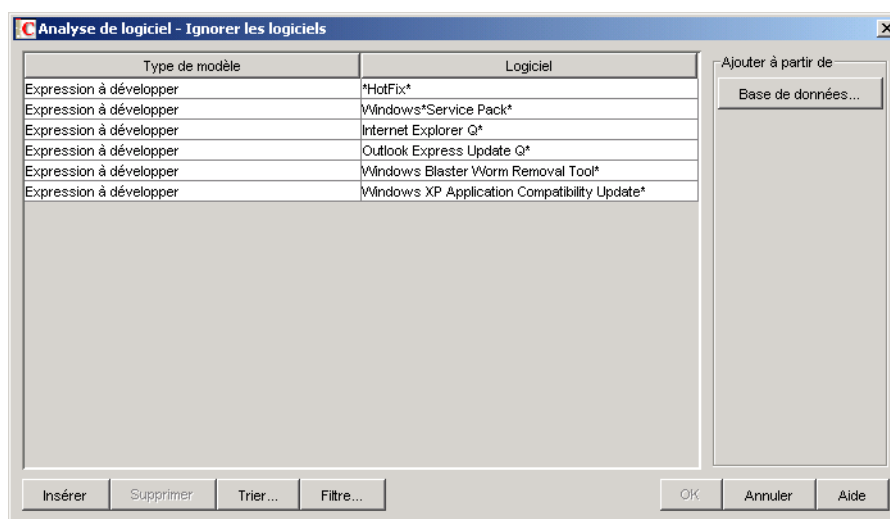 Analyse de logiciel - Ignorer les logiciels
Type de modèle Logiciel
Expression à développer *HotFix*
Expression à développer Windows*Service Pack*
Expression à développer Internet Explorer Q*
Expression à développer Outlook Express Update Q*
Expression à développer Windows Blaster Worm Removal Tool*
Expression à développer Windows XP Application Compatibility Update*
Ajouter à partir de
Base de données...
Insérer Supprimer Trier... Filtre... OK Annuler Aide